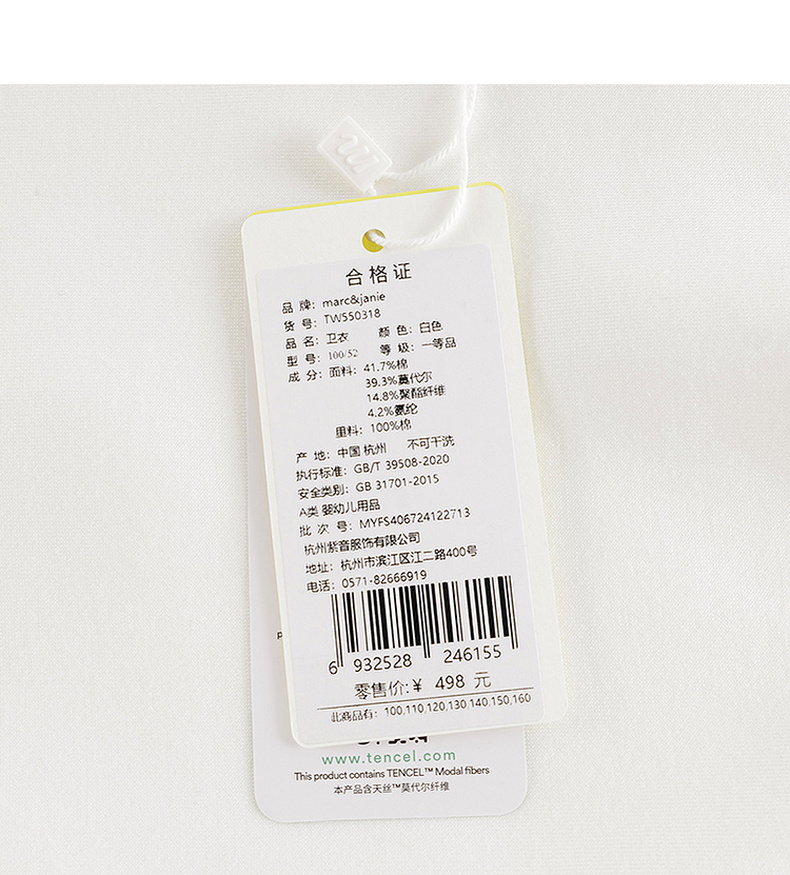 合格证
品 牌: marc&janie
货 号: TW550318
品 名: 卫衣 颜 色: 白色
型 号: 100/52 等 级: 一等品
成 分: 面料: 41.7%棉
39.3%莫代尔
14.8%聚酯纤维
4.2%氨纶
里料: 100%棉
产 地: 中国 杭州 不可干洗
执行标准: GB/T 39508-2020
安全类别: GB 31701-2015
A类 婴幼儿用品
批 次 号: MYFS406724122713
杭州紫音服饰有限公司
地址: 杭州市滨江区江二路400号
电话: 0571-82666919
6 932528 246155
零售价:¥ 498 元
此商品有: 100,110,120,130,140,150,160
www.tencel.com
This product contains TENCEL™ Modal fibers
本产品含天丝™莫代尔纤维